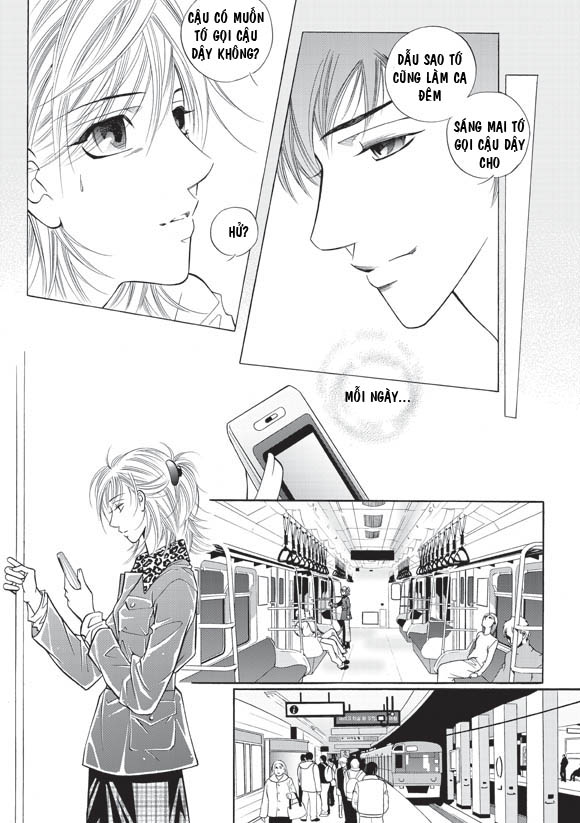 CẬU CÓ MUỐN
TỚ GỌI CẬU
DẬY KHÔNG?
DẪU SAO TỚ
CŨNG LÀM CA
ĐÊM
SÁNG MAI TỚ
GỌI CẬU DẬY
CHO
HỬ?
MỖI NGÀY...